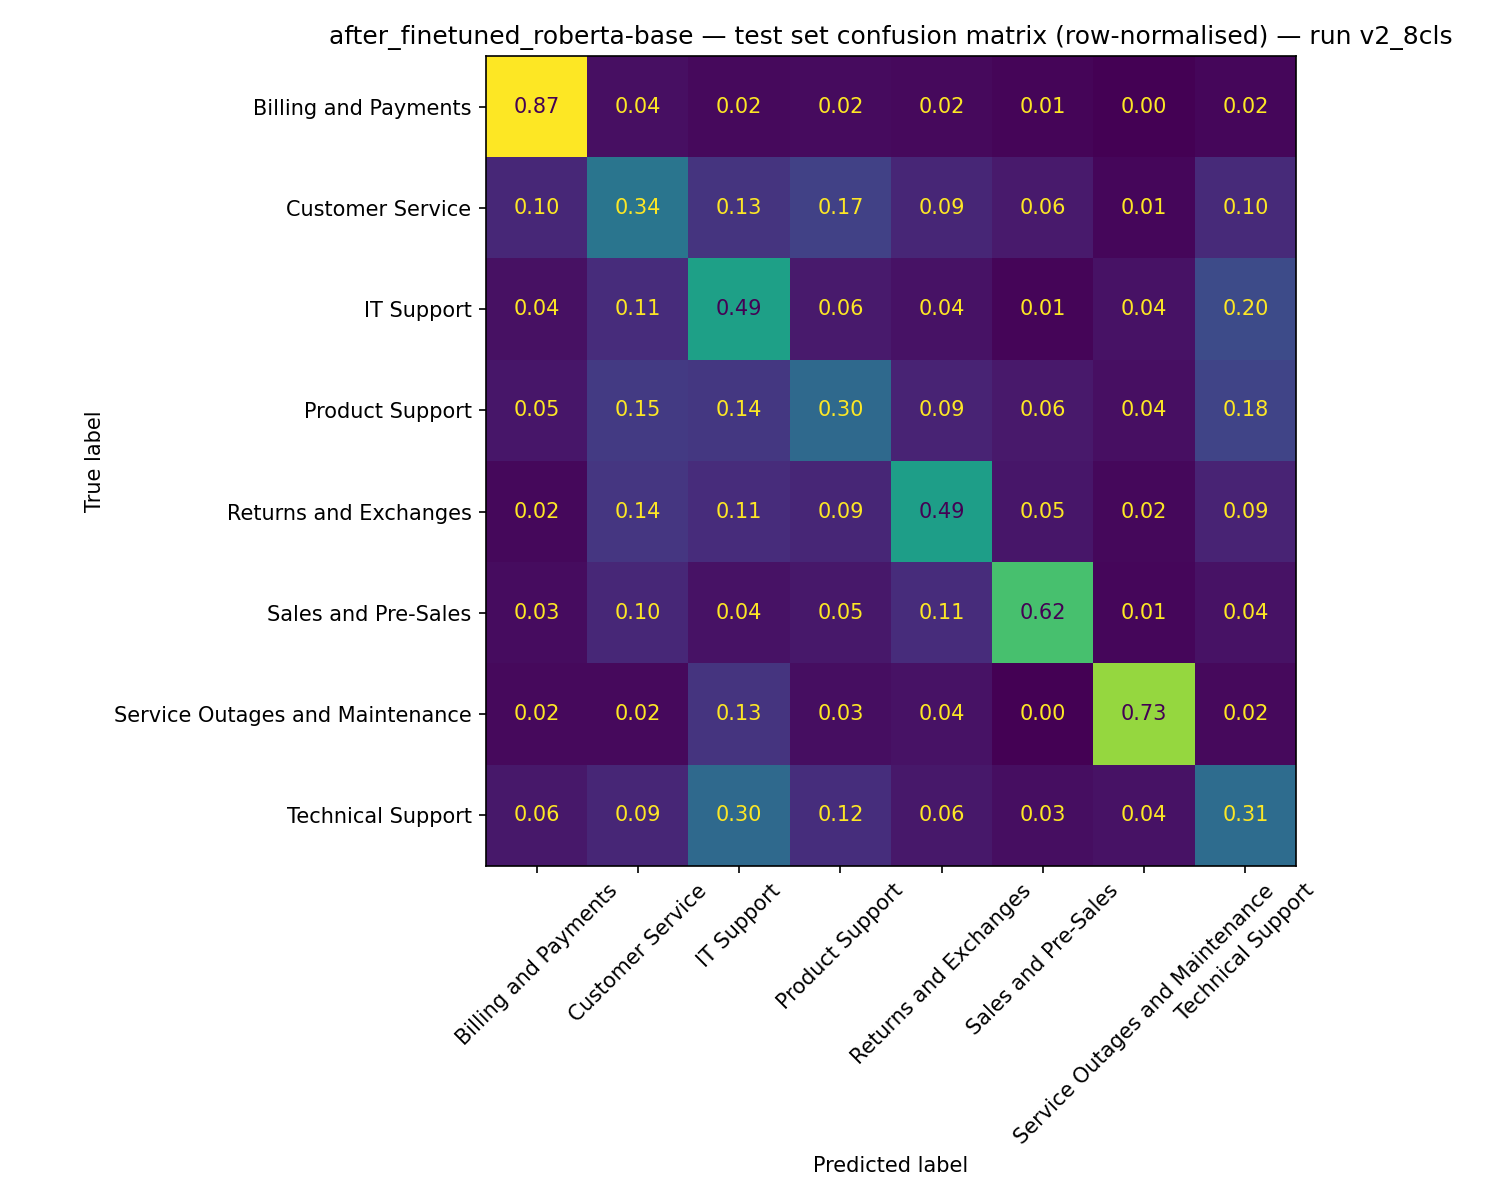 after_finetuned_roberta-base — test set confusion matrix (row-normalised) — run v2_8cls
True label
Billing and Payments 0.87 0.04 0.02 0.02 0.02 0.01 0.00 0.02
Customer Service 0.10 0.34 0.13 0.17 0.09 0.06 0.01 0.10
IT Support 0.04 0.11 0.49 0.06 0.04 0.01 0.04 0.20
Product Support 0.05 0.15 0.14 0.30 0.09 0.06 0.04 0.18
Returns and Exchanges 0.02 0.14 0.11 0.09 0.49 0.05 0.02 0.09
Sales and Pre-Sales 0.03 0.10 0.04 0.05 0.11 0.62 0.01 0.04
Service Outages and Maintenance 0.02 0.02 0.13 0.03 0.04 0.00 0.73 0.02
Technical Support 0.06 0.09 0.30 0.12 0.06 0.03 0.04 0.31
Billing and Payments
Customer Service
IT Support
Product Support
Returns and Exchanges
Sales and Pre-Sales
Service Outages and Maintenance
Technical Support
Predicted label